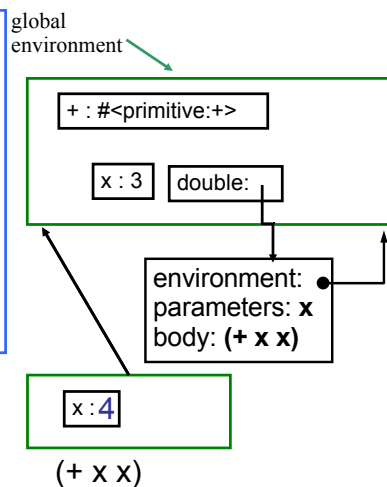 global
environment
+ : #<primitive:+>
x : 3
double:
environment:
parameters: x
body: (+ x x)
x : 4
(+ x x)